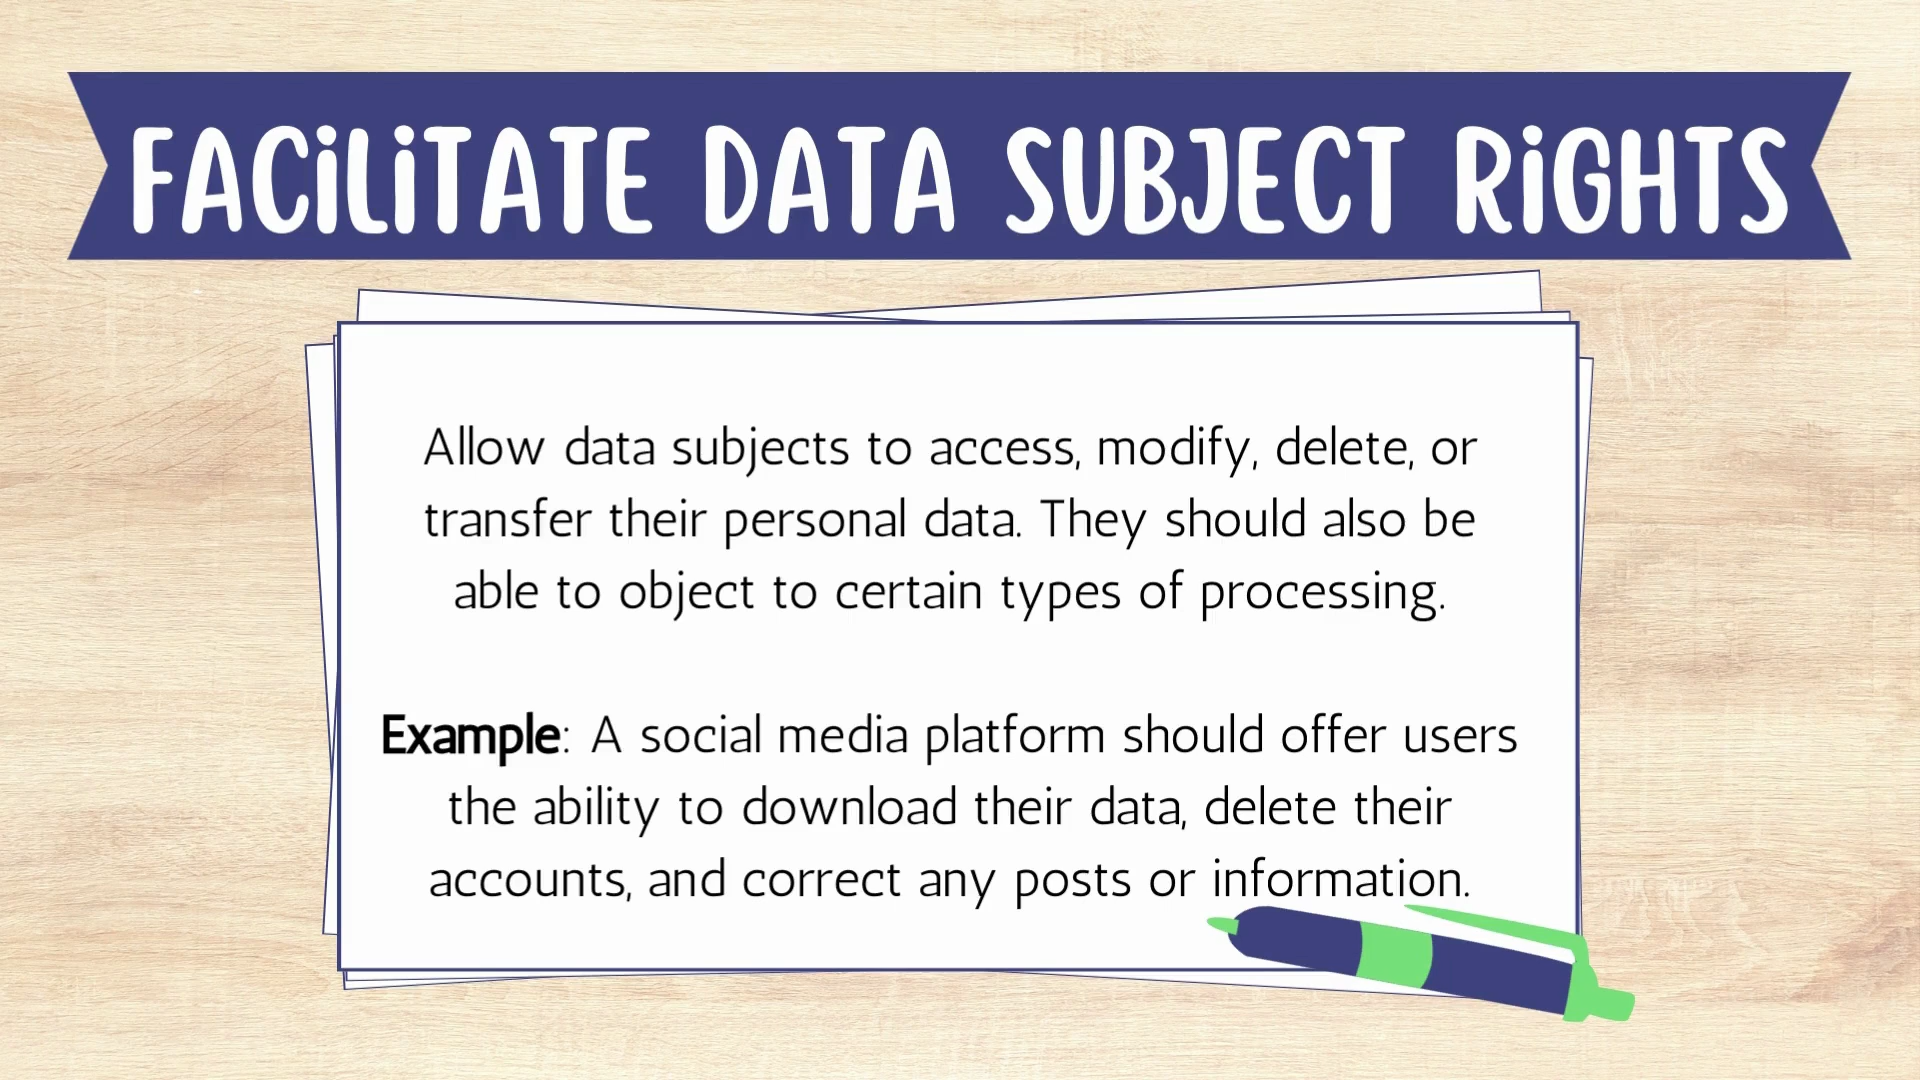 FACILITATE DATA SUBJECT RIGHTS
Allow data subjects to access, modify, delete, or
transfer their personal data. They should also be
able to object to certain types of processing.
Example: A social media platform should offer users
the ability to download their data, delete their
accounts, and correct any posts or information.